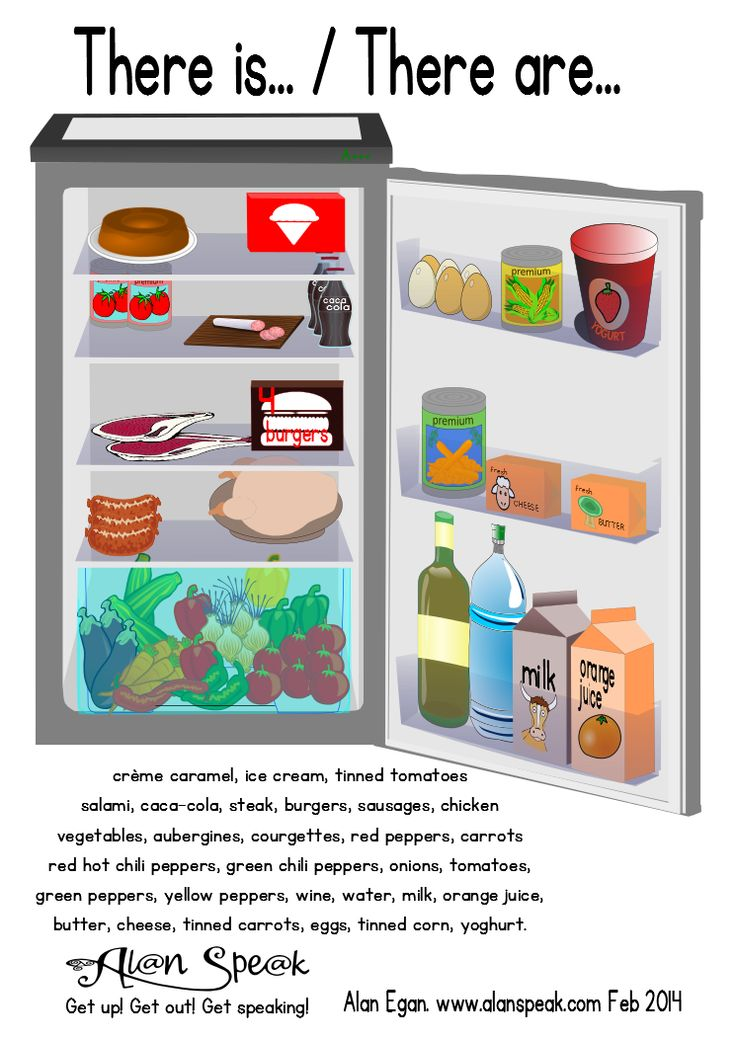 There is... / There are...
A+++
premium
YOGURT
caca
cola
4
burgers
premium
fresh
CHEESE
fresh
BUTTER
milk
orange
juice
crème caramel, ice cream, tinned tomatoes
salami, caca-cola, steak, burgers, sausages, chicken
vegetables, aubergines, courgettes, red peppers, carrots
red hot chili peppers, green chili peppers, onions, tomatoes,
green peppers, yellow peppers, wine, water, milk, orange juice,
butter, cheese, tinned carrots, eggs, tinned corn, yoghurt.
Al@n Spe@k
Get up! Get out! Get speaking!
Alan Egan. www.alanspeak.com Feb 2014